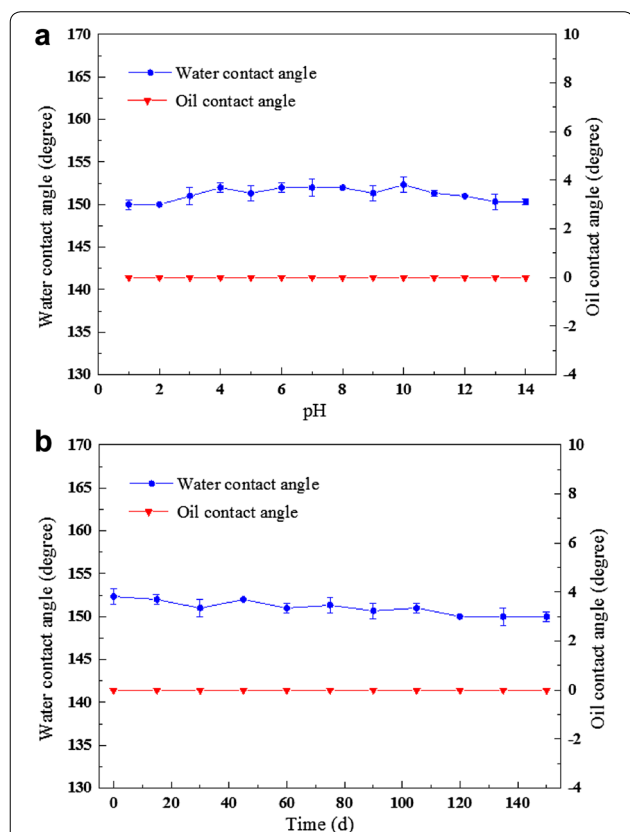 a
170
165
160
155
150
145
140
135
130
10
8
6
4
2
0
-2
-4
Water contact angle
Oil contact angle
Water contact angle (degree)
Oil contact angle (degree)
0 2 4 6 8 10 12 14
pH
b
170
165
160
155
150
145
140
135
130
10
8
6
4
2
0
-2
-4
Water contact angle
Oil contact angle
Water contact angle (degree)
Oil contact angle (degree)
0 20 40 60 80 100 120 140
Time (d)